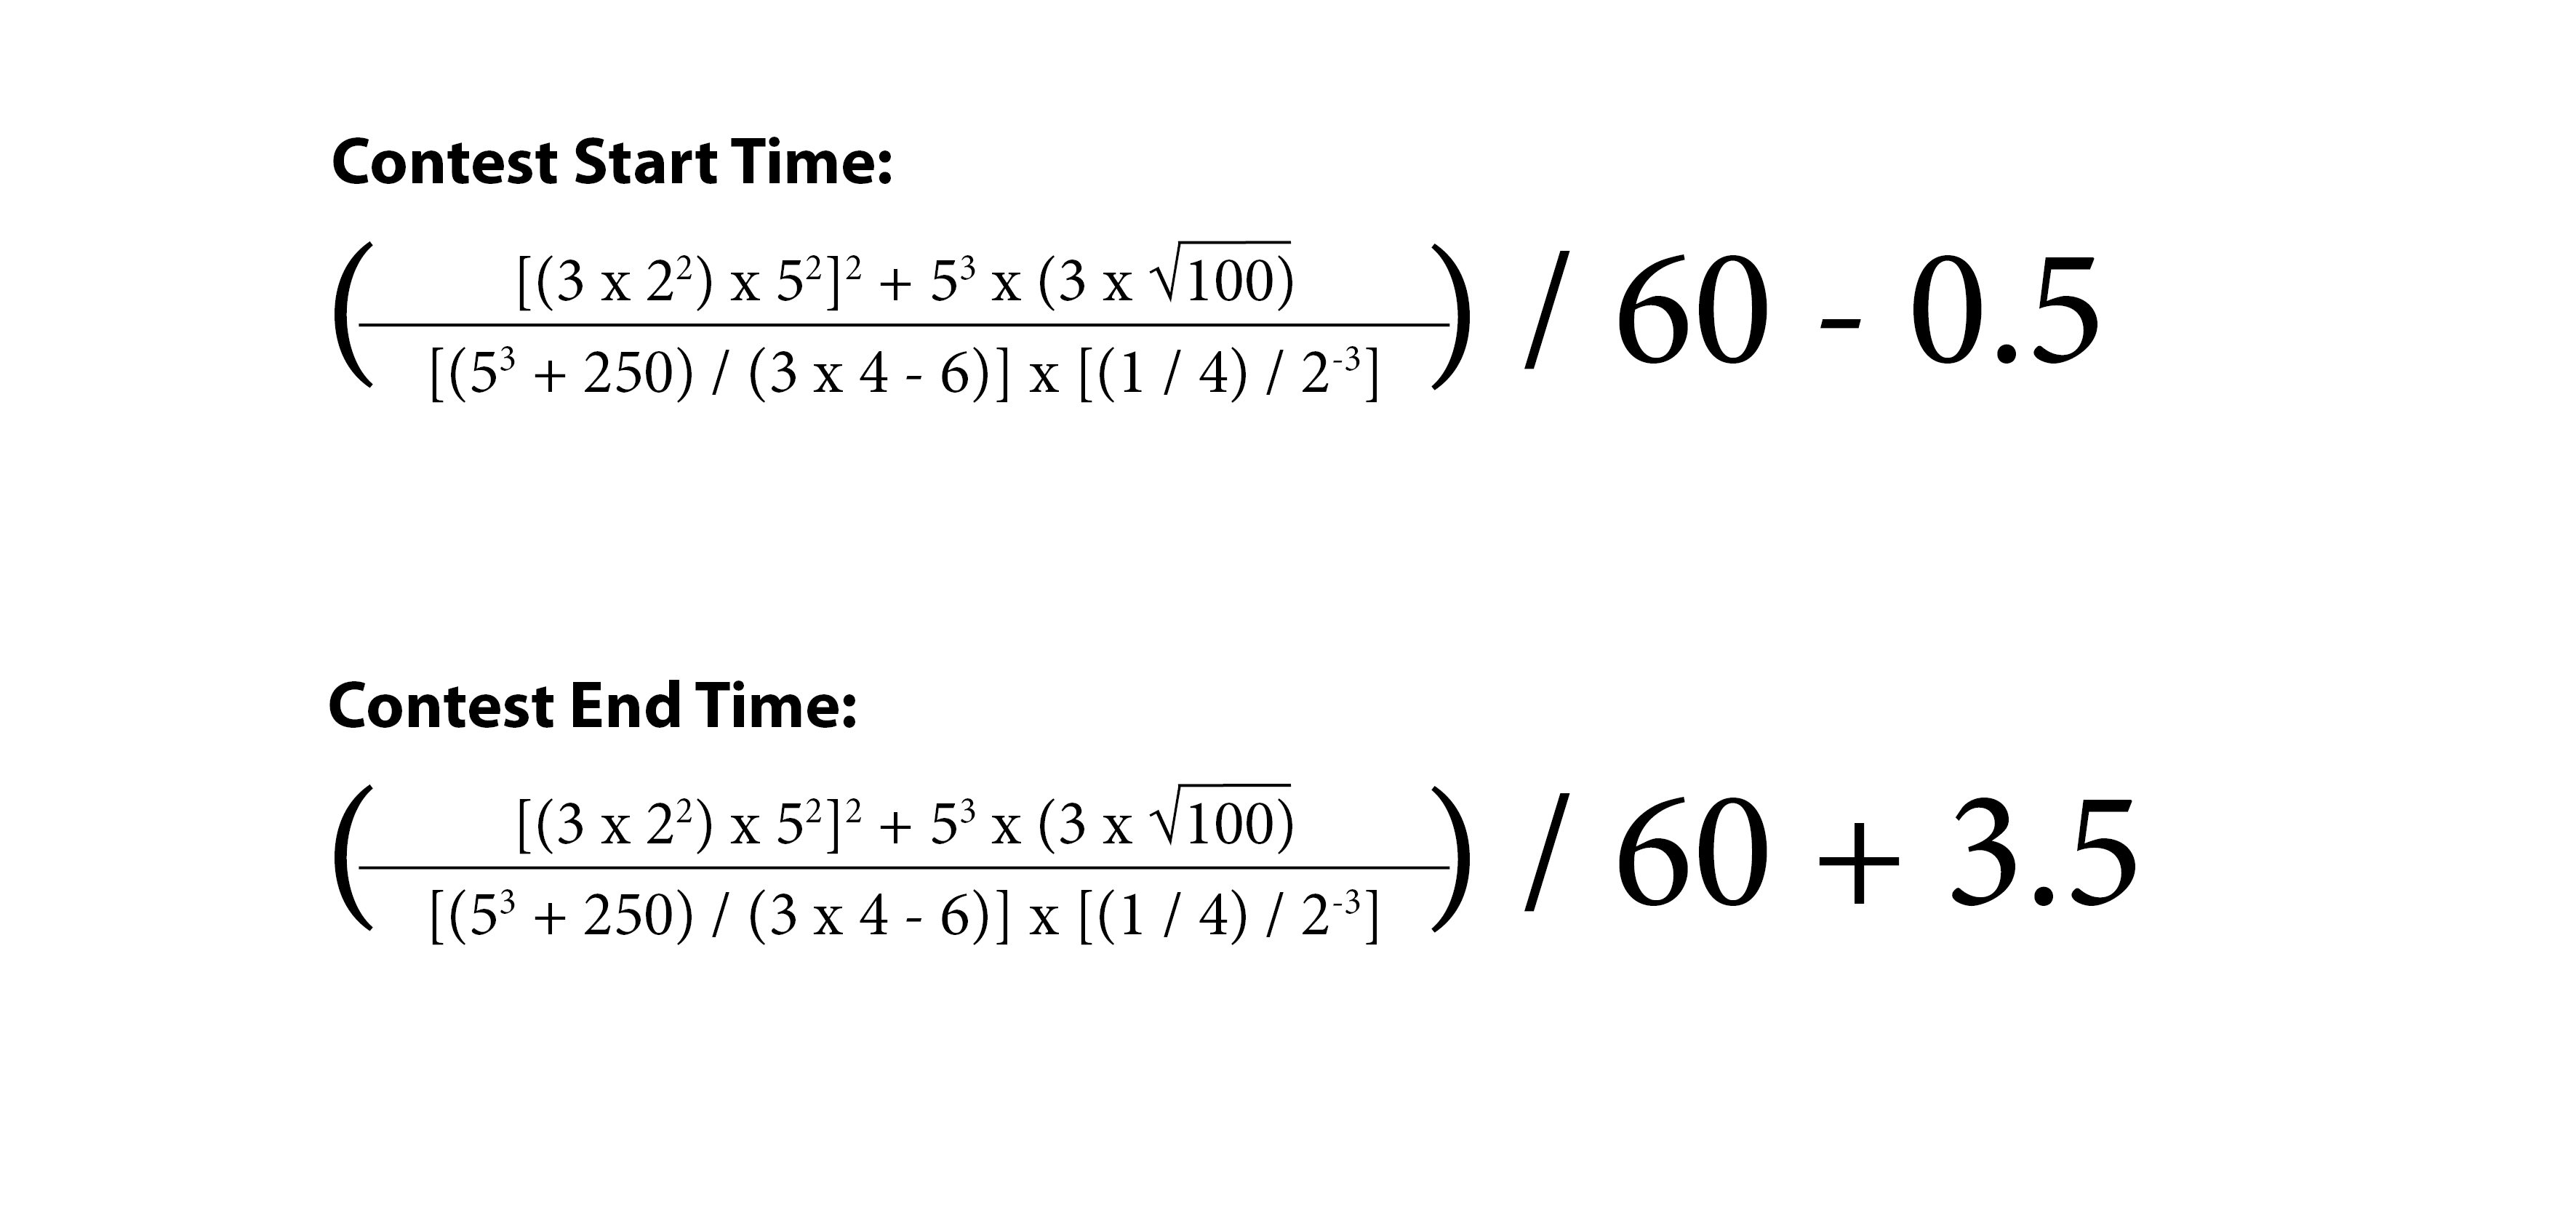 Contest Start Time:
( [(3 x 2²) x 5²]² + 5³ x (3 x √100)
[(5³ + 250) / (3 x 4 - 6)] x [(1 / 4) / 2⁻³] ) / 60 - 0.5
Contest End Time:
( [(3 x 2²) x 5²]² + 5³ x (3 x √100)
[(5³ + 250) / (3 x 4 - 6)] x [(1 / 4) / 2⁻³] ) / 60 + 3.5